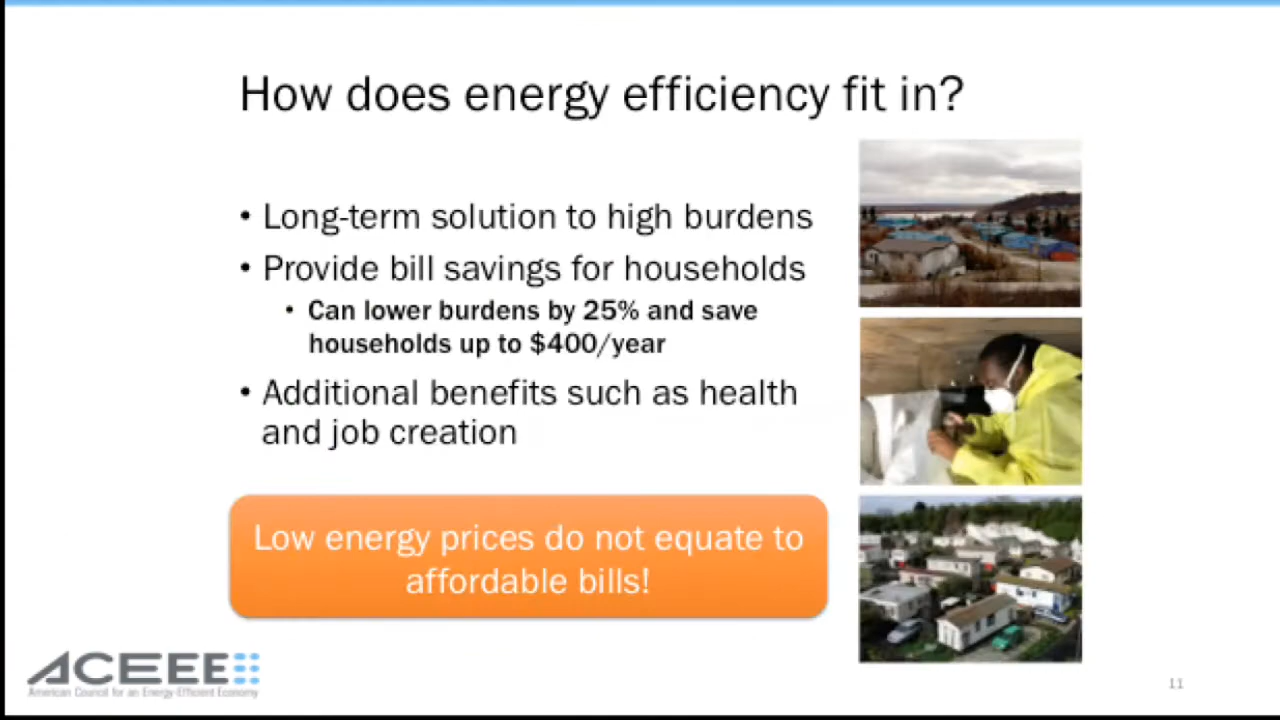 How does energy efficiency fit in?
• Long-term solution to high burdens
• Provide bill savings for households
• Can lower burdens by 25% and save
households up to $400/year
• Additional benefits such as health
and job creation
Low energy prices do not equate to
affordable bills!
ACEEE
American Council for an Energy-Efficient Economy
11